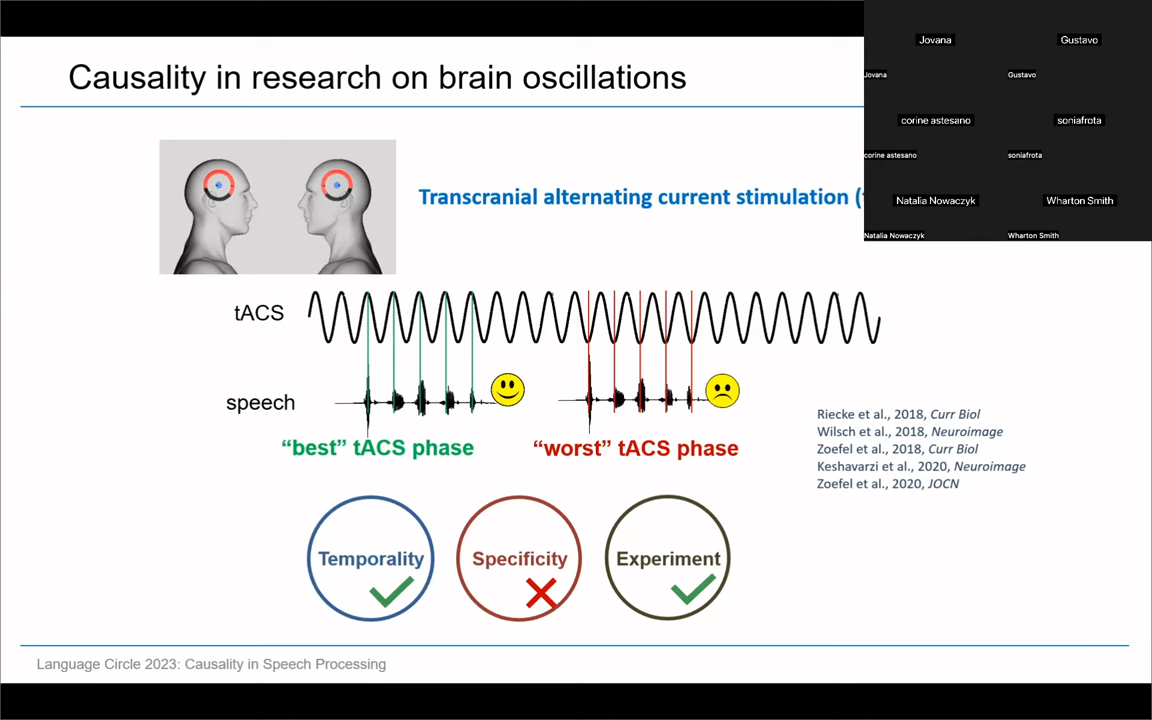 Causality in research on brain oscillations
Transcranial alternating current stimulation (
tACS
speech
“best” tACS phase
“worst” tACS phase
Riecke et al., 2018, Curr Biol
Wilsch et al., 2018, Neuroimage
Zoefel et al., 2018, Curr Biol
Keshavarzi et al., 2020, Neuroimage
Zoefel et al., 2020, JOCN
Temporality
Specificity
Experiment
Language Circle 2023: Causality in Speech Processing
Jovana
Gustavo
Jovana
Gustavo
corine astesano
soniafrota
corine astesano
soniafrota
Natalia Nowaczyk
Wharton Smith
Natalia Nowaczyk
Wharton Smith